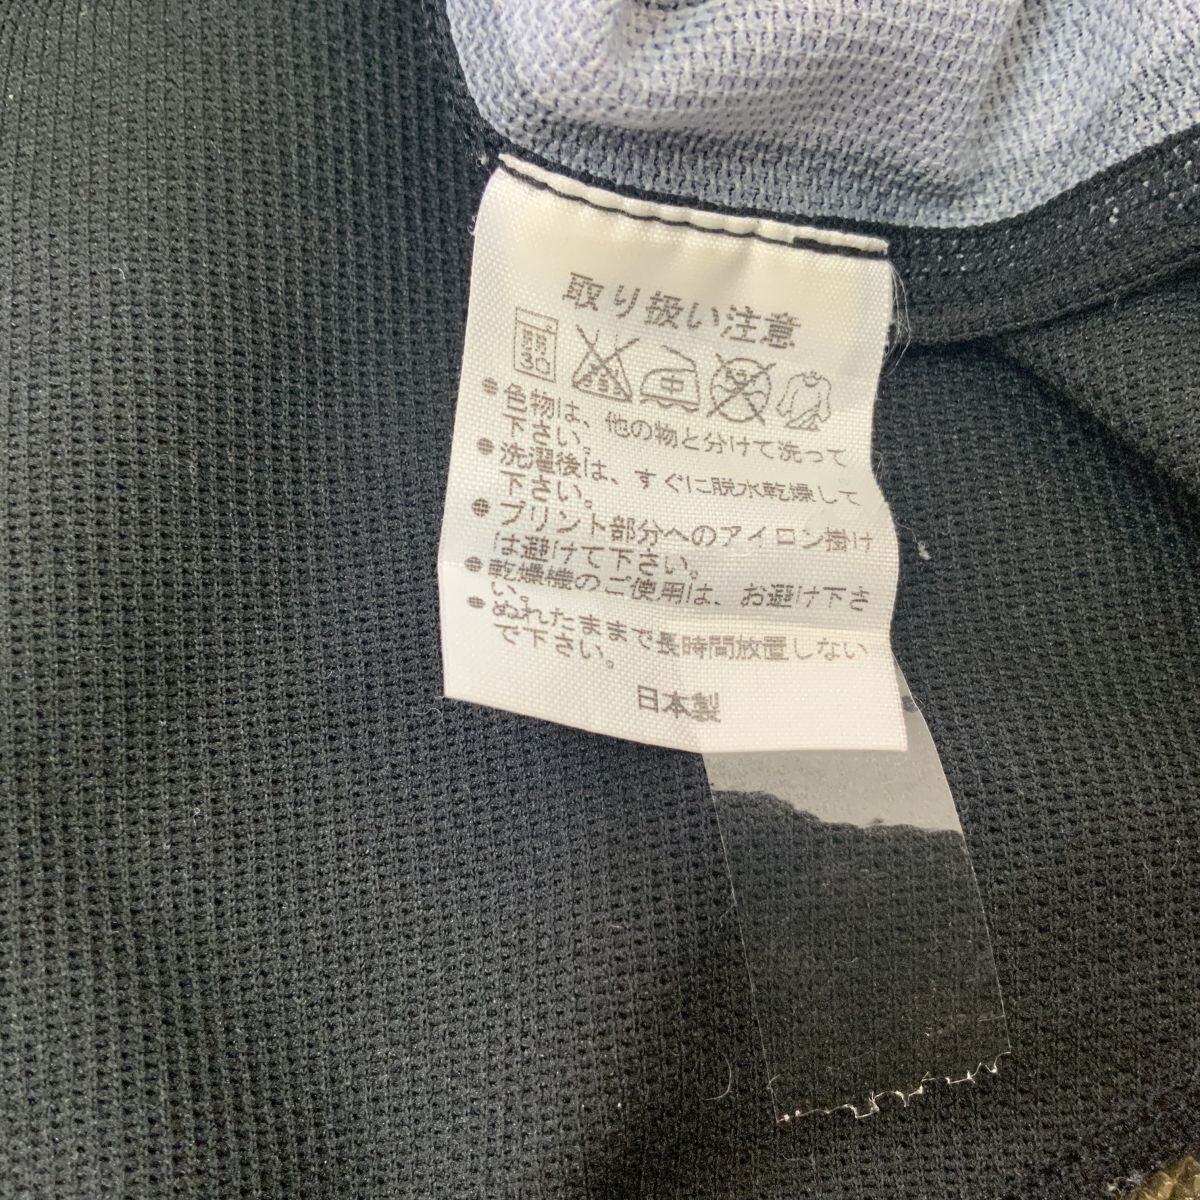 取り扱い注意
弱
30
中
●色物は、他の物と分けて洗って
下さい。
●洗濯後は、すぐに脱水乾燥して
下さい。
●プリント部分へのアイロン掛け
は避けて下さい。
●乾燥機のご使用は、お避け下さ
い。
●ぬれたままで長時間放置しない
で下さい。
日本製